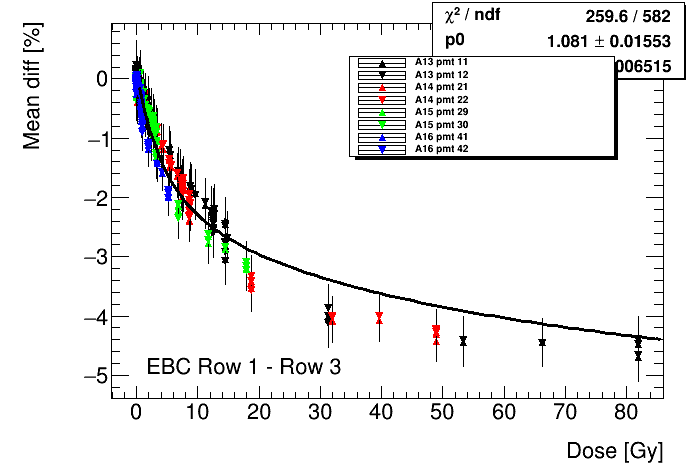 χ² / ndf 259.6 / 582
p0 1.081 ± 0.01553
006515
A13 pmt 11
A13 pmt 12
A14 pmt 21
A14 pmt 22
A15 pmt 29
A15 pmt 30
A16 pmt 41
A16 pmt 42
Mean diff [%]
0
−1
−2
−3
−4
−5
EBC Row 1 - Row 3
0 10 20 30 40 50 60 70 80
Dose [Gy]